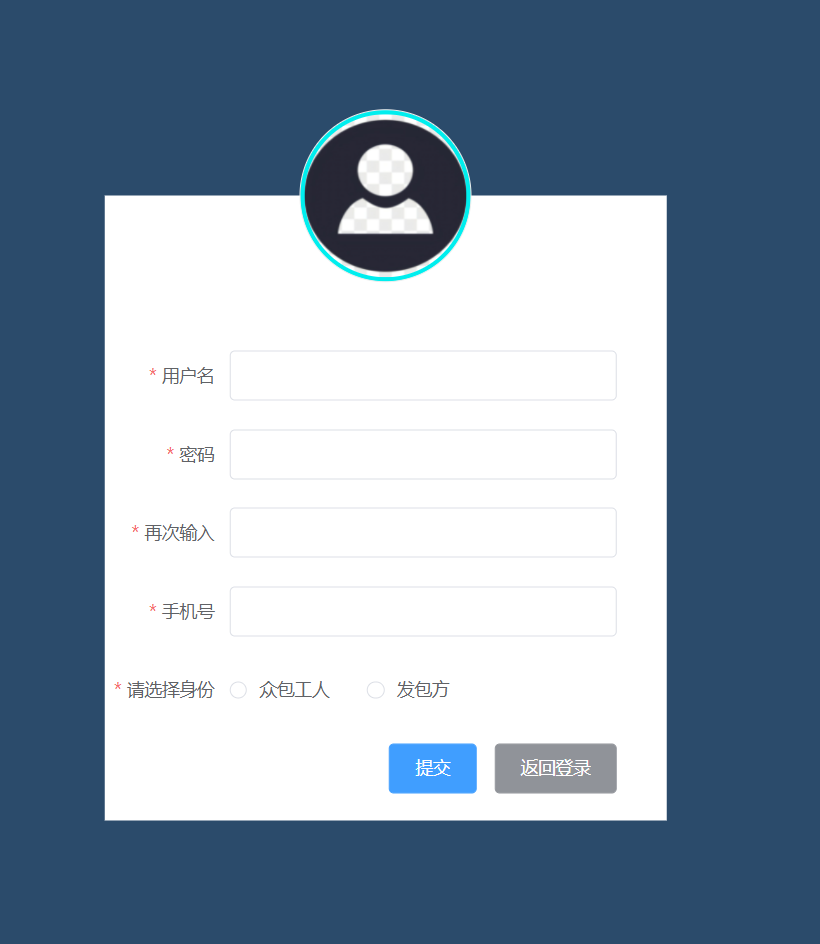 * 用户名
* 密码
* 再次输入
* 手机号
* 请选择身份 众包工人 发包方
提交 返回登录